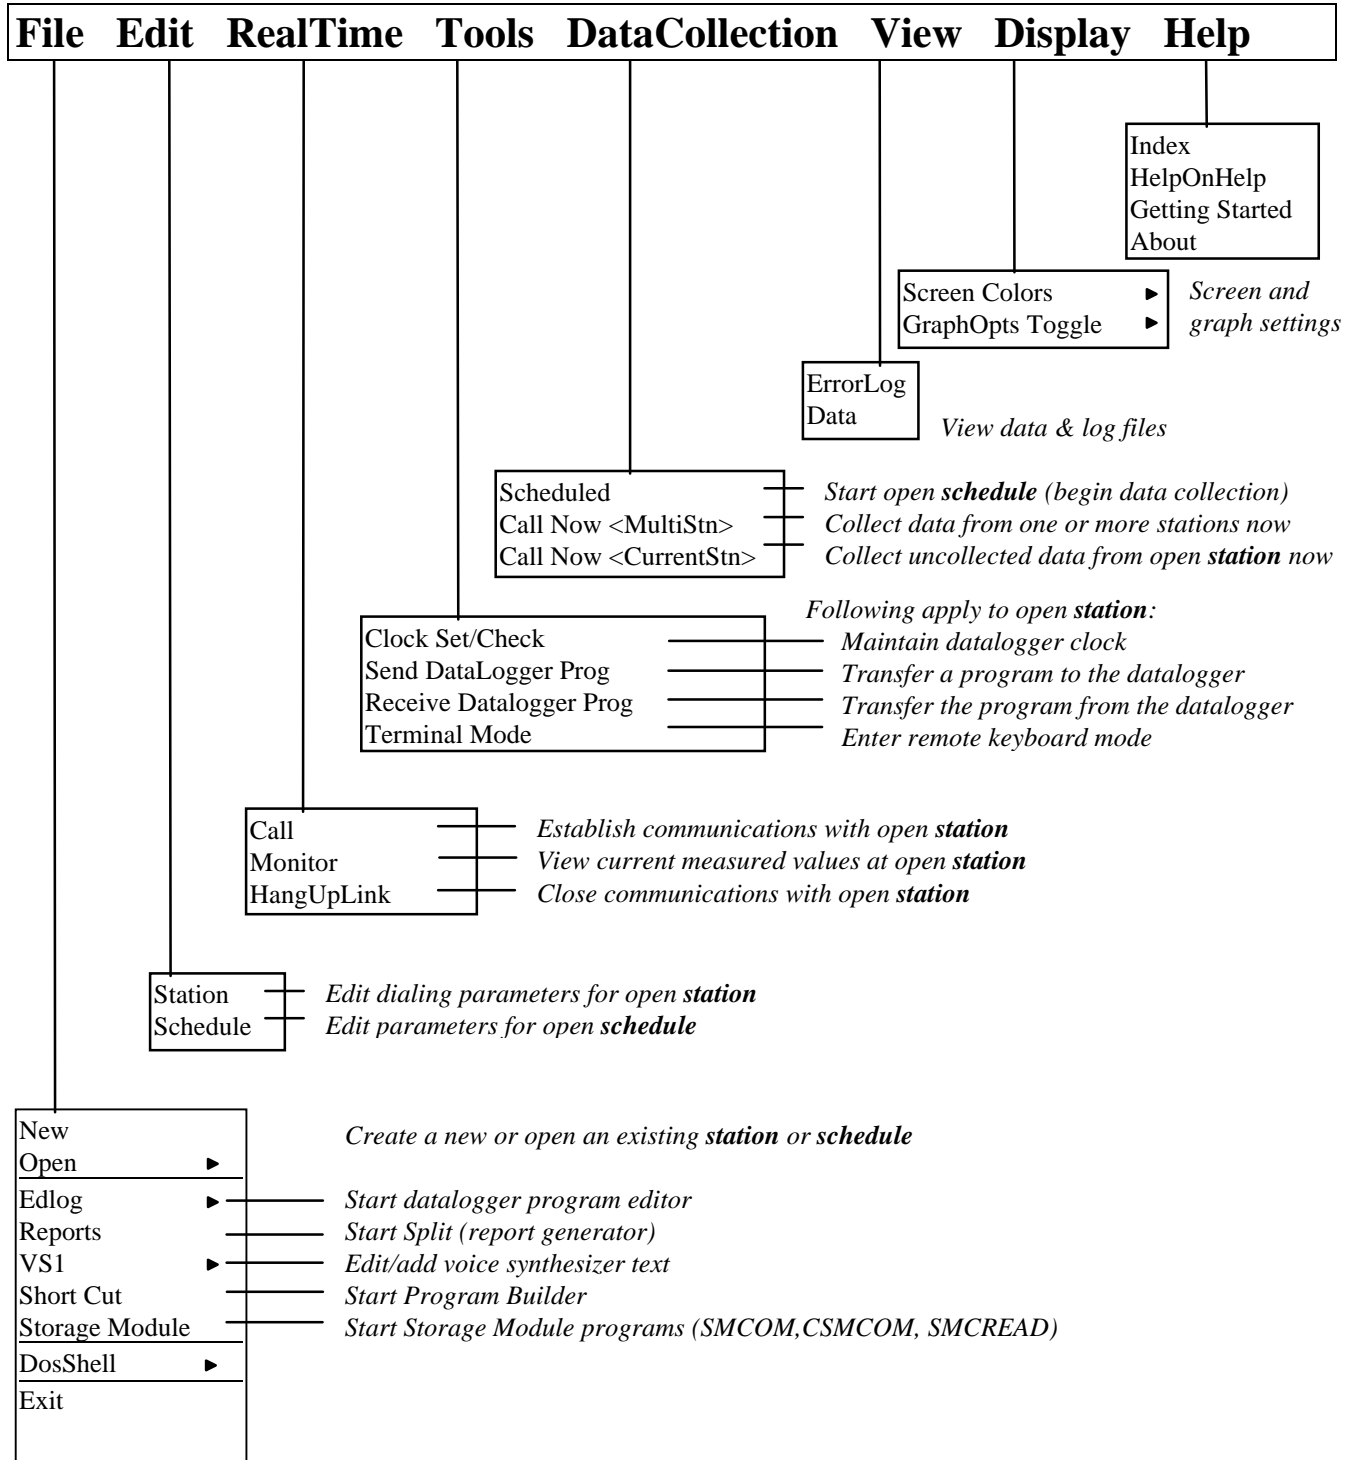 File Edit RealTime Tools DataCollection View Display Help
Index
HelpOnHelp
Getting Started
About
Screen Colors
GraphOpts Toggle
Screen and
graph settings
ErrorLog
Data
View data & log files
Scheduled
Call Now <MultiStn>
Call Now <CurrentStn>
Start open schedule (begin data collection)
Collect data from one or more stations now
Collect uncollected data from open station now
Following apply to open station:
Clock Set/Check
Send DataLogger Prog
Receive Datalogger Prog
Terminal Mode
Maintain datalogger clock
Transfer a program to the datalogger
Transfer the program from the datalogger
Enter remote keyboard mode
Call
Monitor
HangUpLink
Establish communications with open station
View current measured values at open station
Close communications with open station
Station
Schedule
Edit dialing parameters for open station
Edit parameters for open schedule
New
Open
Create a new or open an existing station or schedule
Edlog
Reports
VS1
Short Cut
Storage Module
Start datalogger program editor
Start Split (report generator)
Edit/add voice synthesizer text
Start Program Builder
Start Storage Module programs (SMCOM,CSMCOM, SMCREAD)
DosShell
Exit